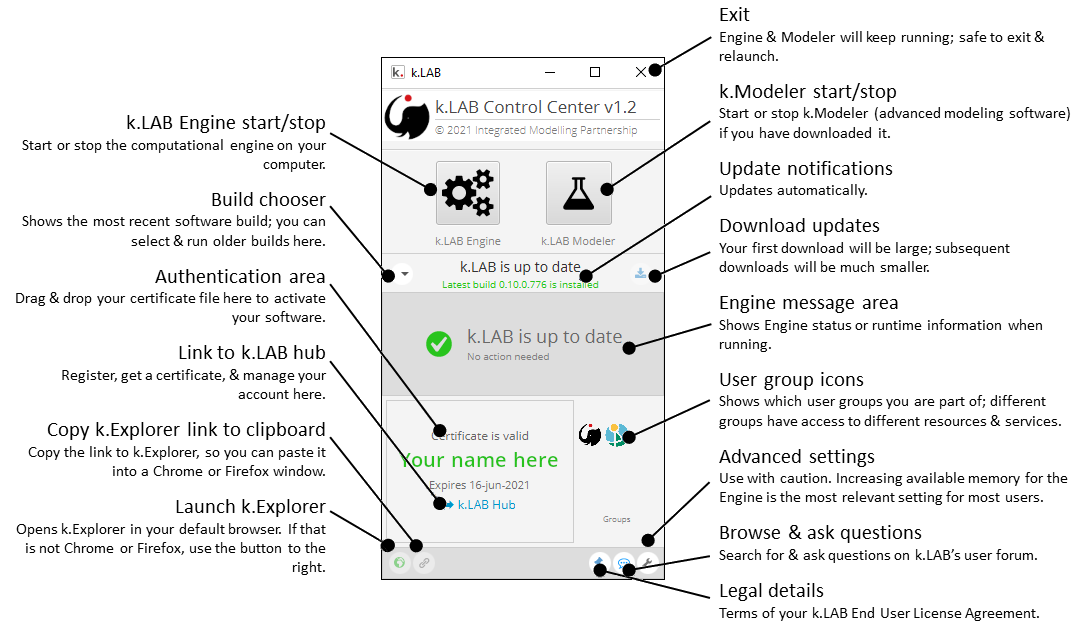 k.LAB Engine start/stop
Start or stop the computational engine on your
computer.
Build chooser
Shows the most recent software build; you can
select & run older builds here.
Authentication area
Drag & drop your certificate file here to activate
your software.
Link to k.LAB hub
Register, get a certificate, & manage your
account here.
Copy k.Explorer link to clipboard
Copy the link to k.Explorer, so you can paste it
into a Chrome or Firefox window.
Launch k.Explorer
Opens k.Explorer in your default browser. If that
is not Chrome or Firefox, use the button to the
right.
k. k.LAB
k.LAB Control Center v1.2
© 2021 Integrated Modelling Partnership
k.LAB Engine
k.LAB Modeler
k.LAB is up to date
Latest build 0.10.0.776 is installed
k.LAB is up to date
No action needed
Certificate is valid
Your name here
Expires 16-jun-2021
k.LAB Hub
Groups
Exit
Engine & Modeler will keep running; safe to exit &
relaunch.
k.Modeler start/stop
Start or stop k.Modeler (advanced modeling software)
if you have downloaded it.
Update notifications
Updates automatically.
Download updates
Your first download will be large; subsequent
downloads will be much smaller.
Engine message area
Shows Engine status or runtime information when
running.
User group icons
Shows which user groups you are part of; different
groups have access to different resources & services.
Advanced settings
Use with caution. Increasing available memory for the
Engine is the most relevant setting for most users.
Browse & ask questions
Search for & ask questions on k.LAB's user forum.
Legal details
Terms of your k.LAB End User License Agreement.